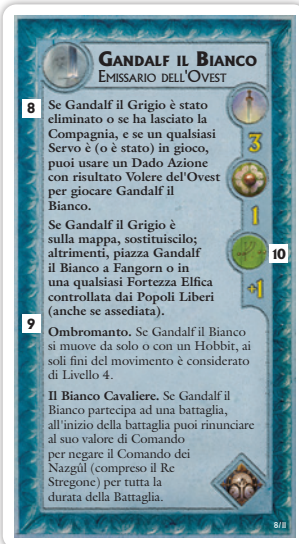 GANDALF IL BIANCO
EMISSARIO DELL'OVEST
8
Se Gandalf il Grigio è stato
eliminato o se ha lasciato la
Compagnia, e se un qualsiasi
Servo è (o è stato) in gioco,
puoi usare un Dado Azione
con risultato Volere del'Ovest
per giocare Gandalf il
Bianco.
3
1
Se Gandalf il Grigio è
sulla mappa, sostituiscilo;
altrimenti, piazza Gandalf
il Bianco a Fangorn o in
una qualsiasi Fortezza Elfica
controllata dai Popoli Liberi
(anche se assediata).
10
+1
9
Ombromanto. Se Gandalf il Bianco
si muove da solo o con un Hobbit, ai
soli fini del movimento è considerato
di Livello 4.
Il Bianco Cavaliere. Se Gandalf il
Bianco partecipa ad una battaglia,
all'inizio della battaglia puoi rinunciare
al suo valore di Comando
per negare il Comando dei
Nazgûl (compreso il Re
Stregone) per tutta la
durata della Battaglia.
8/II